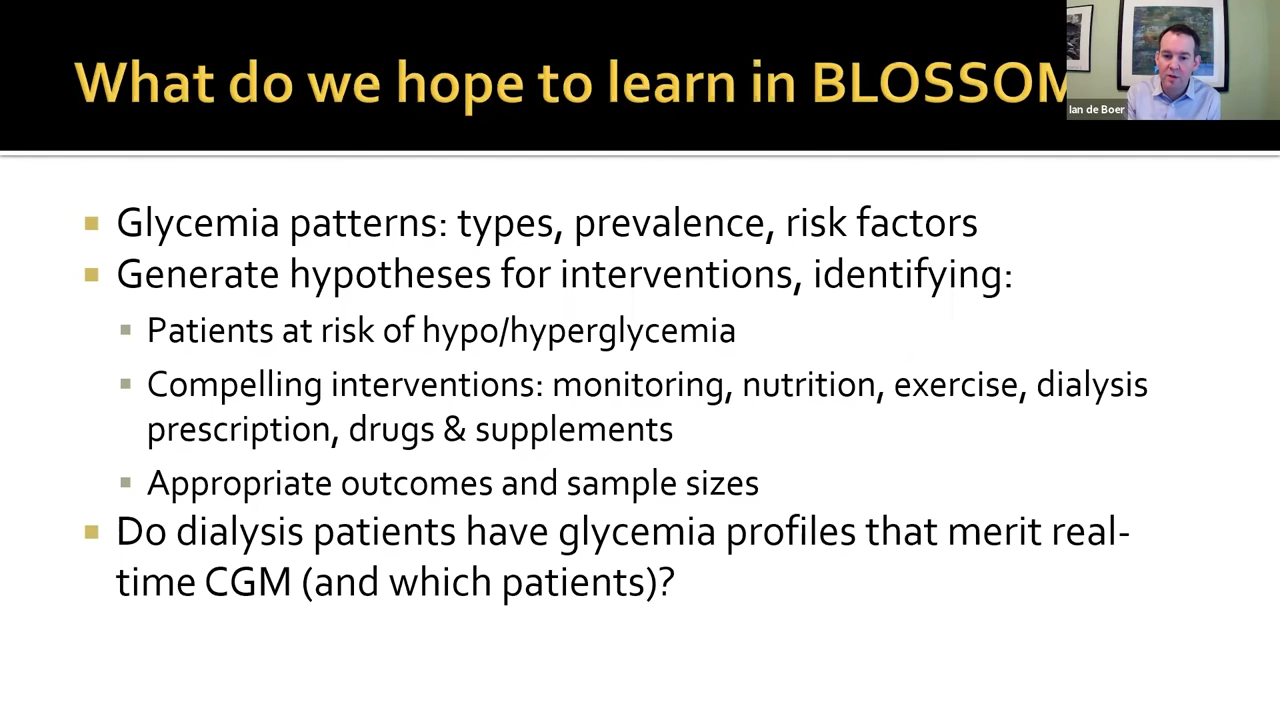 What do we hope to learn in BLOSSOM
Ian de Boer
Glycemia patterns: types, prevalence, risk factors
Generate hypotheses for interventions, identifying:
Patients at risk of hypo/hyperglycemia
Compelling interventions: monitoring, nutrition, exercise, dialysis
prescription, drugs & supplements
Appropriate outcomes and sample sizes
Do dialysis patients have glycemia profiles that merit real-
time CGM (and which patients)?